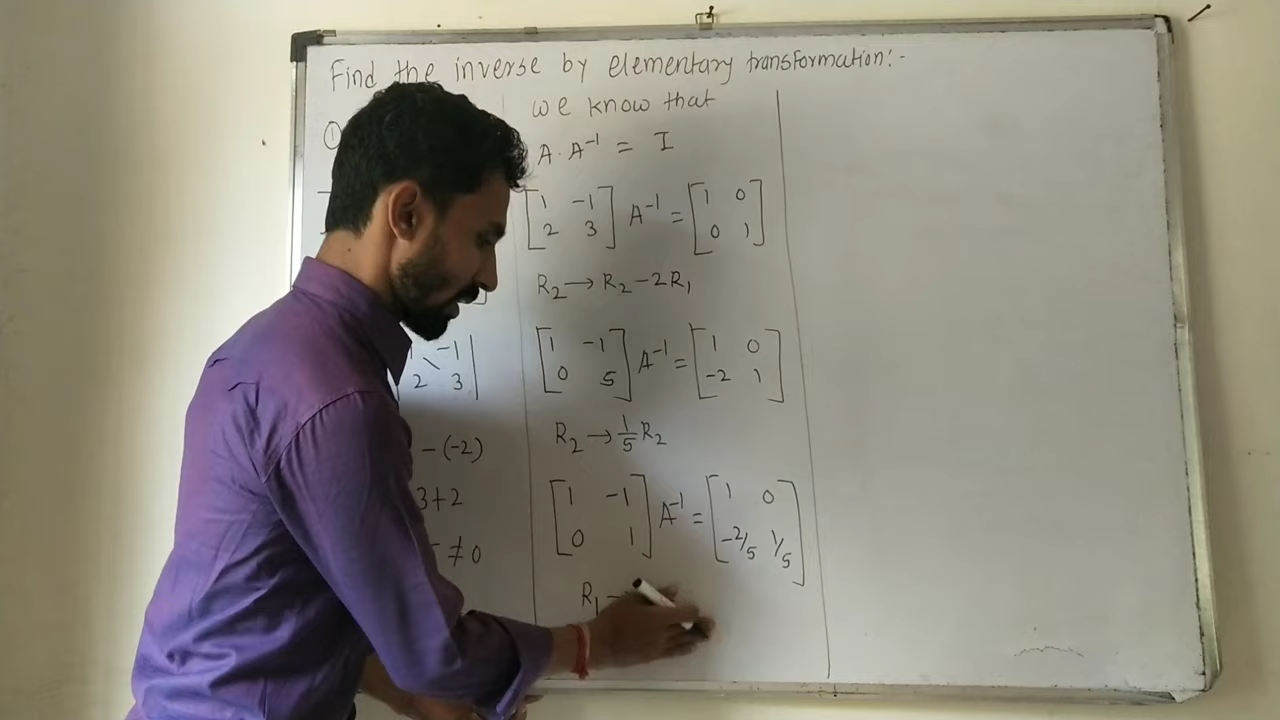 Find the inverse by elementary transformation:-
①
1 -1
2 3
-(-2)
3+2
≠0
we know that
A·A⁻¹ = I
[1 -1] A⁻¹ = [1 0]
[2 3] [0 1]
R₂→R₂-2R₁
[1 -1] A⁻¹ = [1 0]
[0 5] [-2 1]
R₂→1/5R₂
[1 -1] A⁻¹ = [1 0]
[0 1] [-2/5 1/5]
R₁→